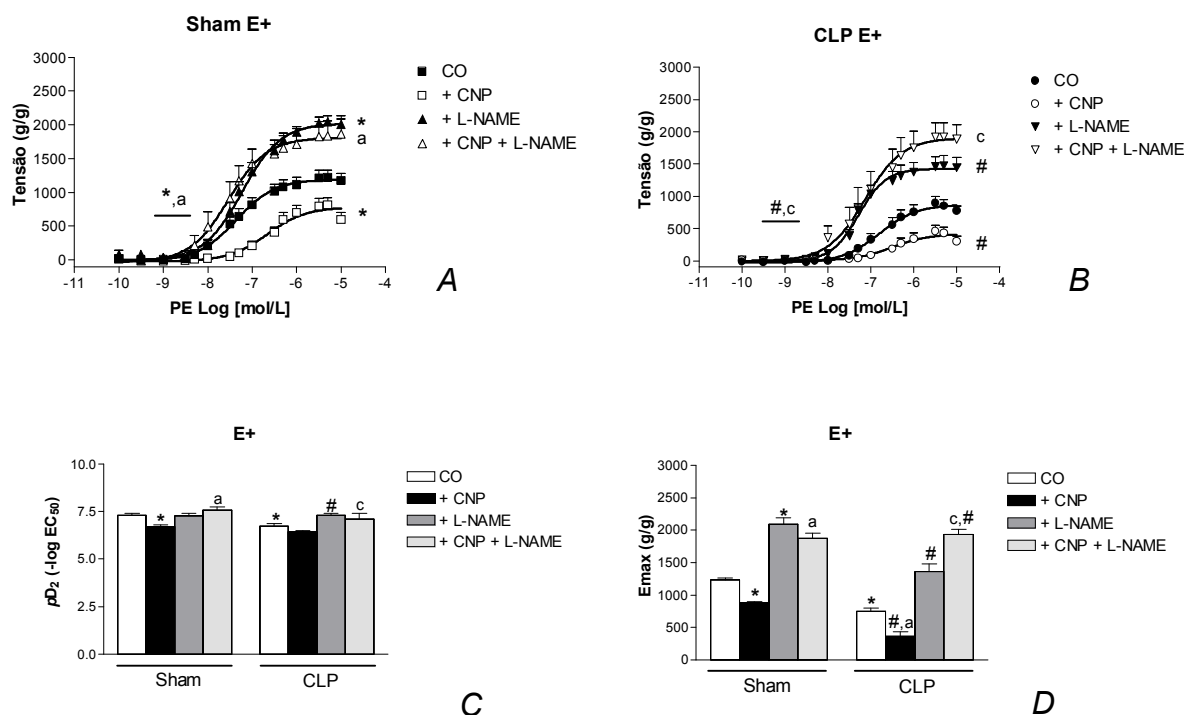 Sham E+
3000
2500
2000
1500
1000
500
0
Tensão (g/g)
-11 -10 -9 -8 -7 -6 -5 -4
PE Log [mol/L]
*,a
*
a
*
CO
+ CNP
+ L-NAME
+ CNP + L-NAME
A
CLP E+
3000
2500
2000
1500
1000
500
0
Tensão (g/g)
-11 -10 -9 -8 -7 -6 -5 -4
PE Log [mol/L]
#,c
c
#
#
CO
+ CNP
+ L-NAME
+ CNP + L-NAME
B
E+
10.0
7.5
5.0
2.5
0.0
pD2 (-log EC50)
* a * # c
Sham CLP
CO
+ CNP
+ L-NAME
+ CNP + L-NAME
C
E+
3000
2500
2000
1500
1000
500
0
Emax (g/g)
* * a * #,a # c,#
Sham CLP
CO
+ CNP
+ L-NAME
+ CNP + L-NAME
D